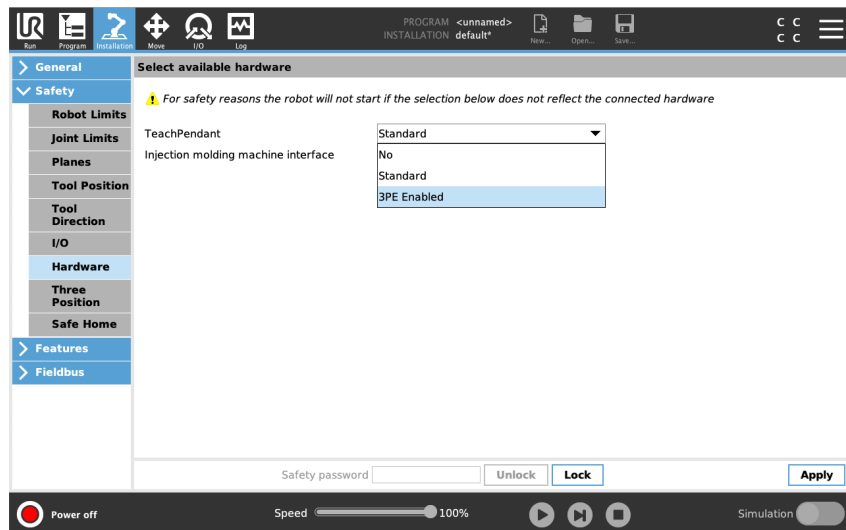 UR
PROGRAM <unnamed>
INSTALLATION default*
C C
C C
Run Program Installation Move I/O Log New... Open... Save...
General
Select available hardware
Safety
For safety reasons the robot will not start if the selection below does not reflect the connected hardware
Robot Limits
Joint Limits
Planes
Tool Position
Tool
Direction
I/O
Hardware
Three
Position
Safe Home
Features
Fieldbus
TeachPendant Standard
Injection molding machine interface
No
Standard
3PE Enabled
Safety password Unlock Lock Apply
Power off Speed 100% Simulation